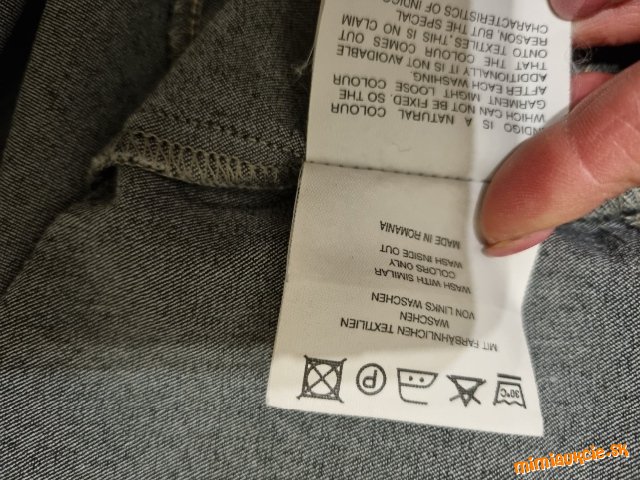 30°C
P
MIT FARBÄHNLICHEN TEXTILIEN
WASCHEN
VON LINKS WASCHEN
WASH WITH SIMILAR
COLORS ONLY
WASH INSIDE OUT
MADE IN ROMANIA
INDIGO IS A NATURAL COLOUR
WHICH CAN NOT BE FIXED, SO THE
GARMENT MIGHT LOOSE COLOUR
AFTER EACH WASHING.
ADDITIONALLY IT IS NOT AVOIDABLE
THAT THE COLOUR COMES OUT
ONTO TEXTILES, THIS IS NO CLAIM
REASON, BUT THE SPECIAL
CHARACTERISTICS OF INDIGO
mimiaukcie.sk